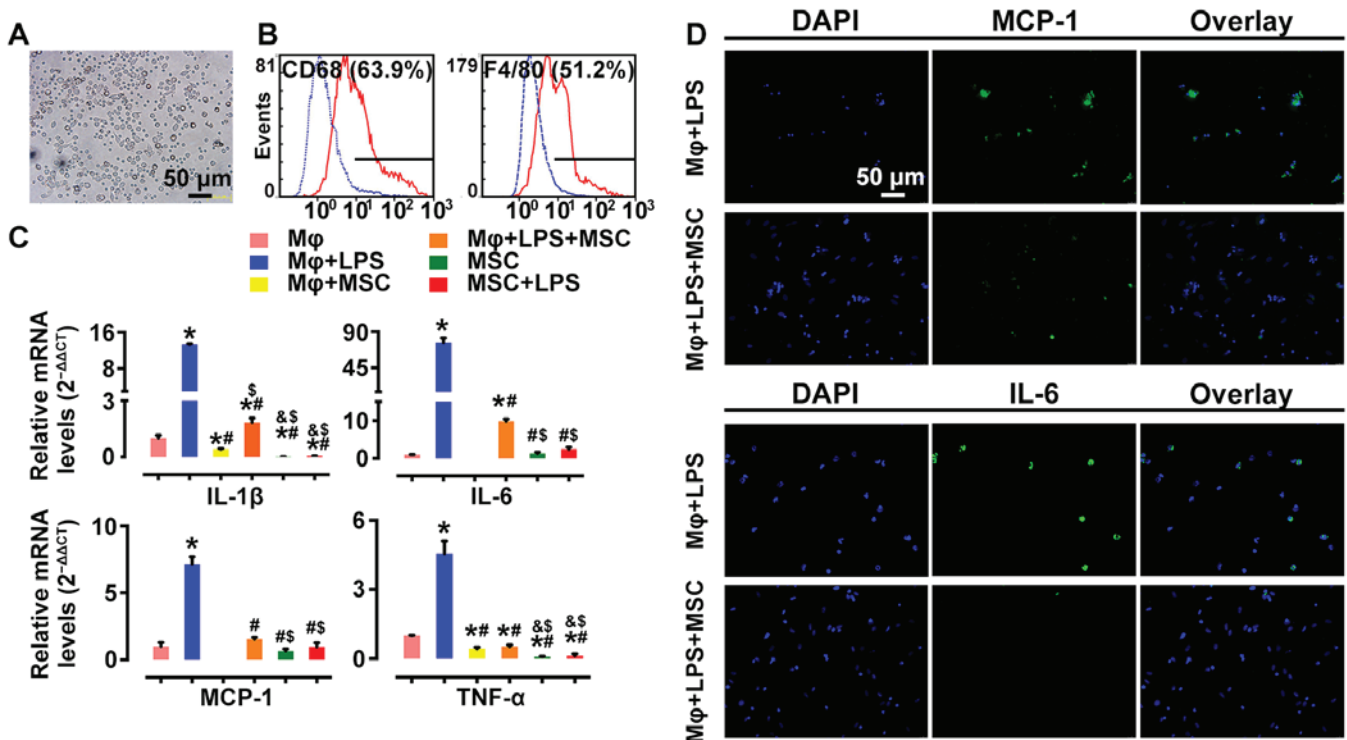 A
50 μm
B
81
CD68 (63.9%)
Events
0
10⁰ 10¹ 10² 10³
179
F4/80 (51.2%)
0
10⁰ 10¹ 10² 10³
C
Mφ
Mφ+LPS
Mφ+MSC
Mφ+LPS+MSC
MSC
MSC+LPS
Relative mRNA
levels (2⁻ΔΔCT)
16
8
3
0
*
*#
$
*#
&$
*#
&$
*#
IL-1β
90
45
10
0
*
*#
#$
#$
IL-6
Relative mRNA
levels (2⁻ΔΔCT)
10
5
0
*
#
#$
#$
MCP-1
6
3
0
*
*#
*#
&$
*#
&$
*#
TNF-α
D
DAPI MCP-1 Overlay
Mφ+LPS
50 μm
Mφ+LPS+MSC
DAPI IL-6 Overlay
Mφ+LPS
Mφ+LPS+MSC